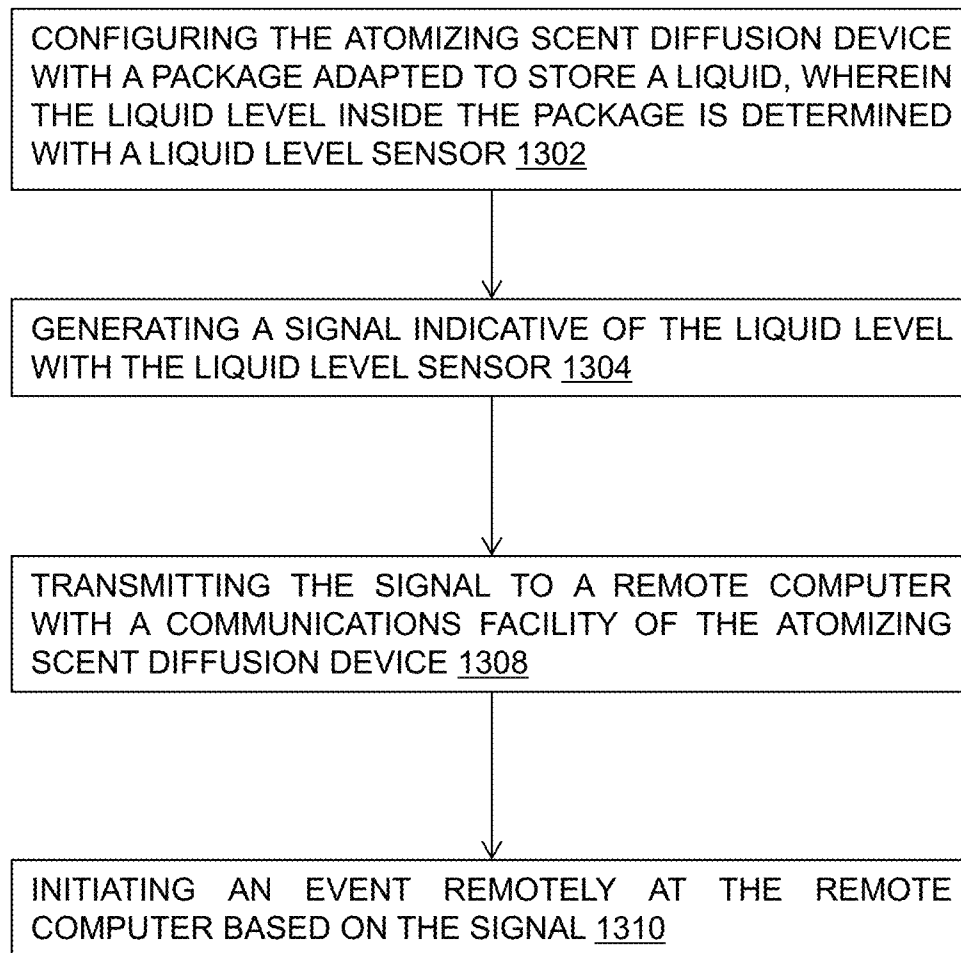 CONFIGURING THE ATOMIZING SCENT DIFFUSION DEVICE
WITH A PACKAGE ADAPTED TO STORE A LIQUID, WHEREIN
THE LIQUID LEVEL INSIDE THE PACKAGE IS DETERMINED
WITH A LIQUID LEVEL SENSOR 1302
GENERATING A SIGNAL INDICATIVE OF THE LIQUID LEVEL
WITH THE LIQUID LEVEL SENSOR 1304
TRANSMITTING THE SIGNAL TO A REMOTE COMPUTER
WITH A COMMUNICATIONS FACILITY OF THE ATOMIZING
SCENT DIFFUSION DEVICE 1308
INITIATING AN EVENT REMOTELY AT THE REMOTE
COMPUTER BASED ON THE SIGNAL 1310